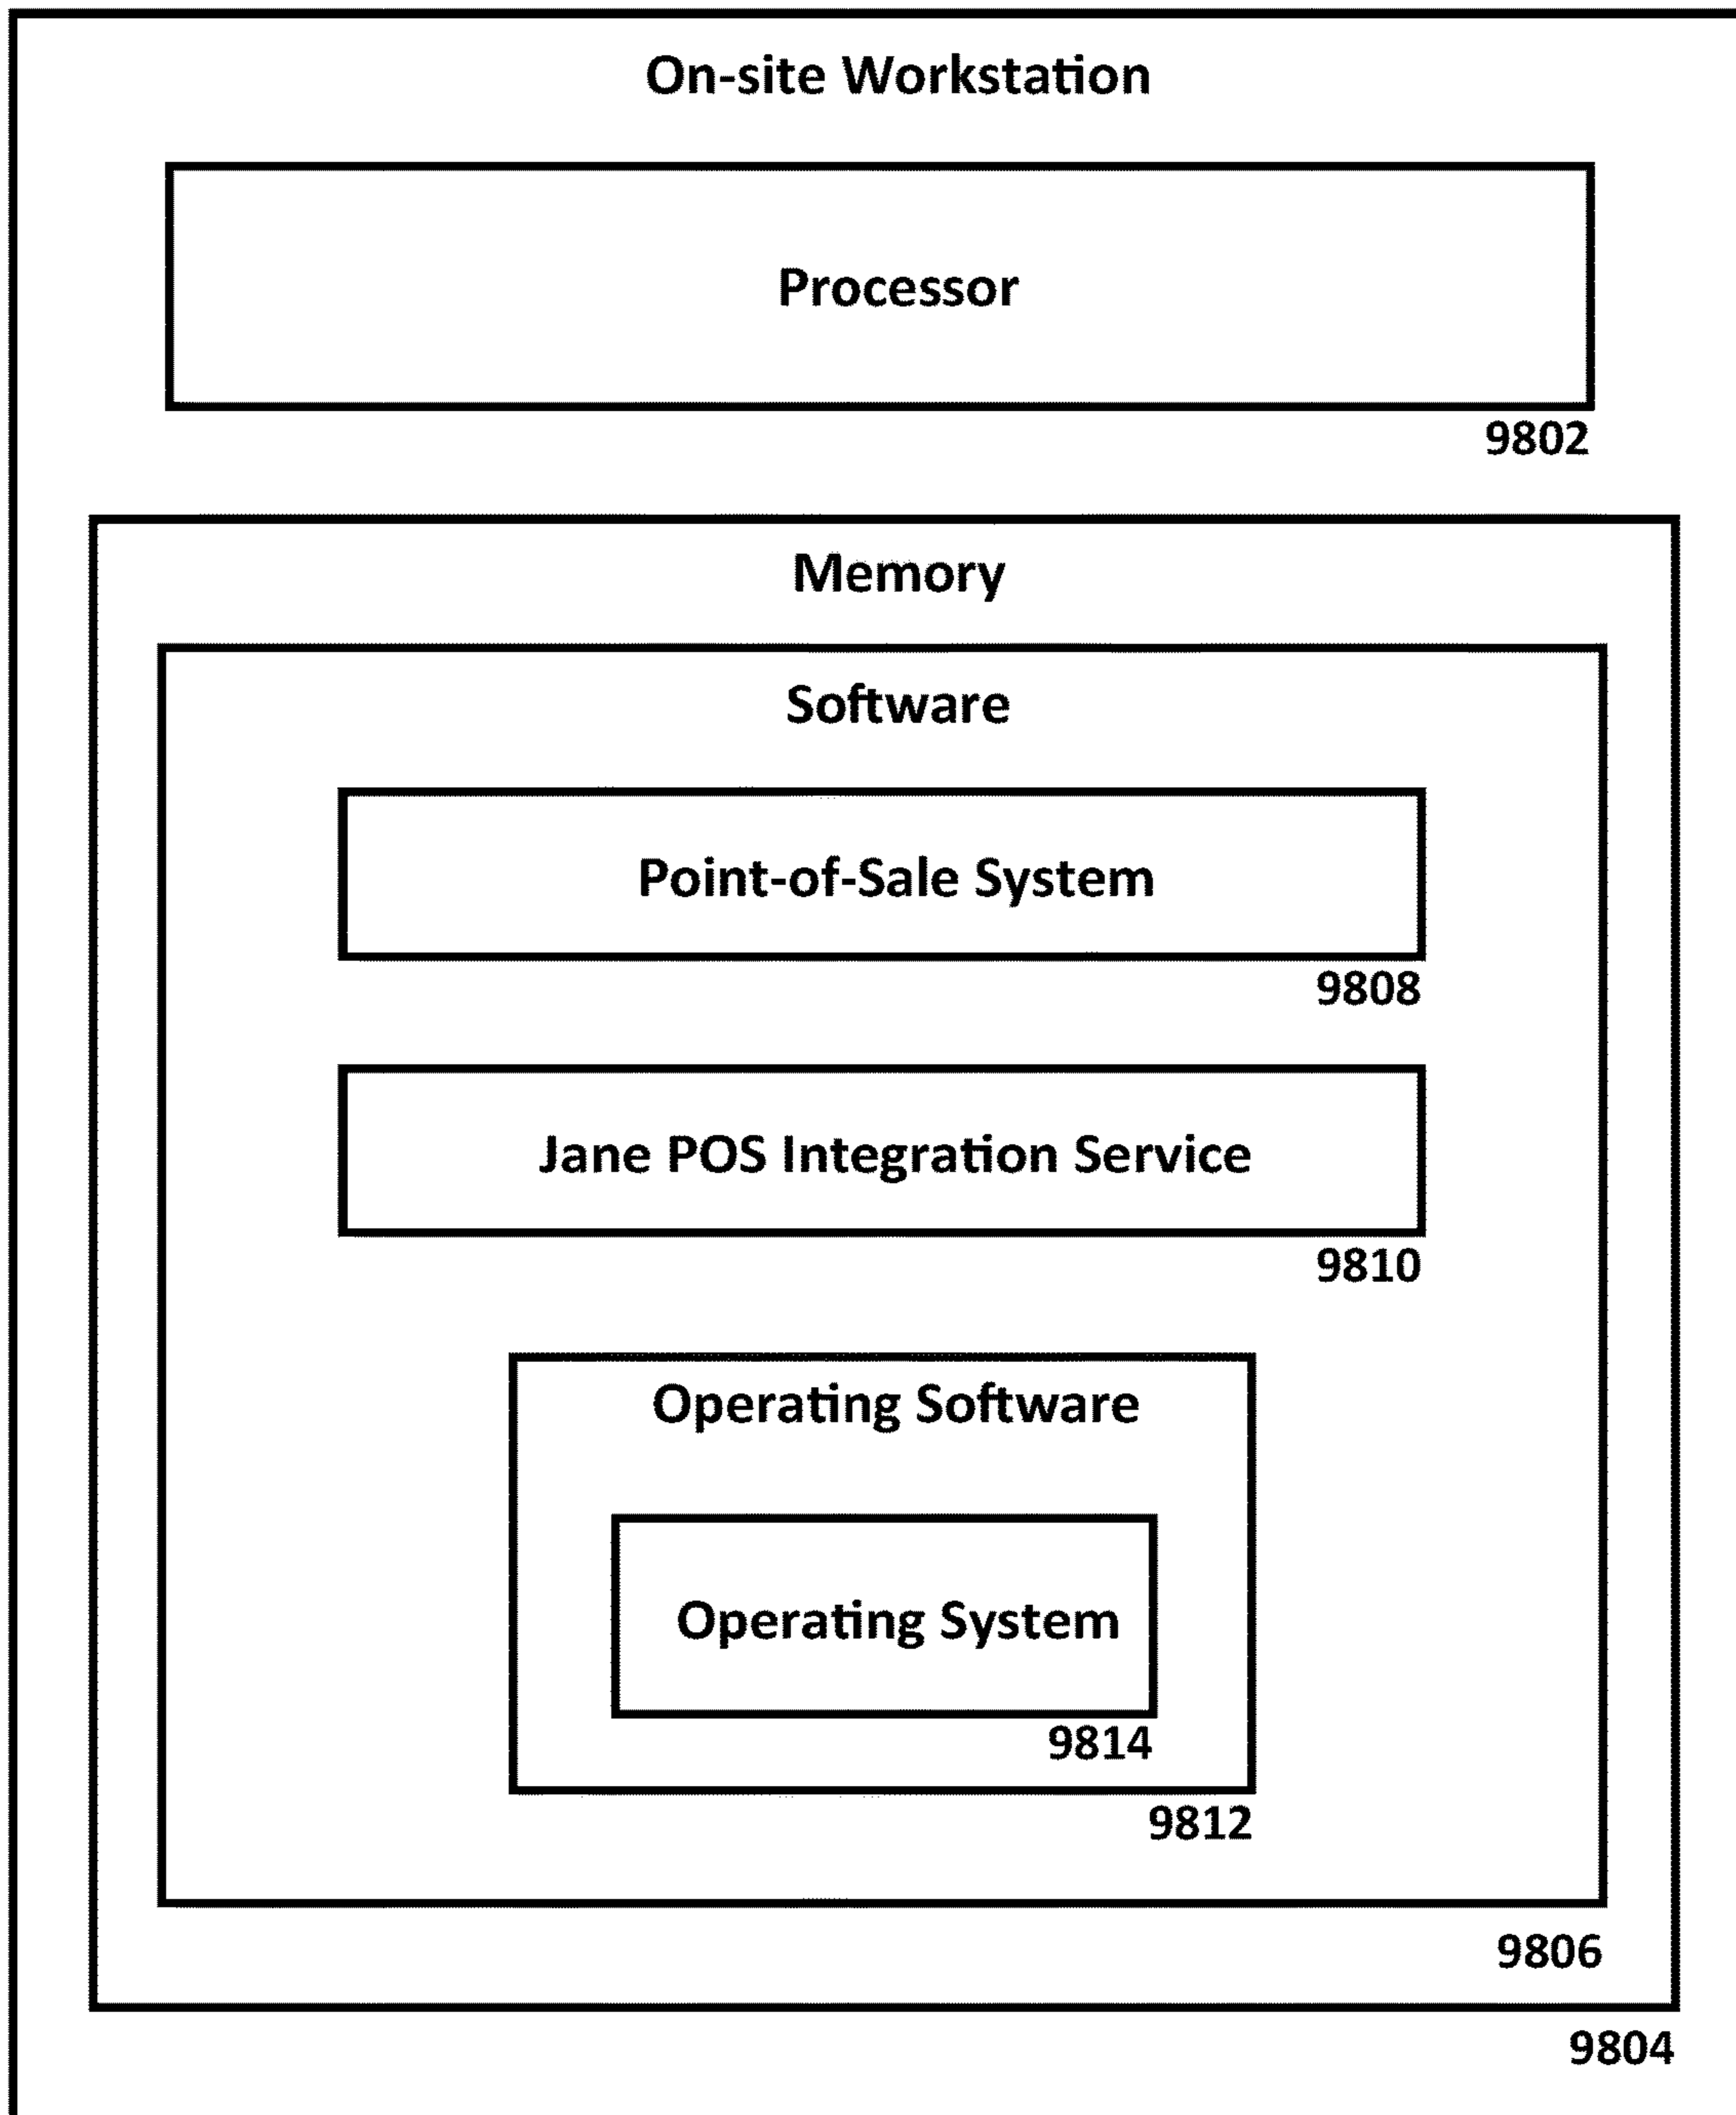 On-site Workstation
Processor
9802
Memory
Software
Point-of-Sale System
9808
Jane POS Integration Service
9810
Operating Software
Operating System
9814
9812
9806
9804